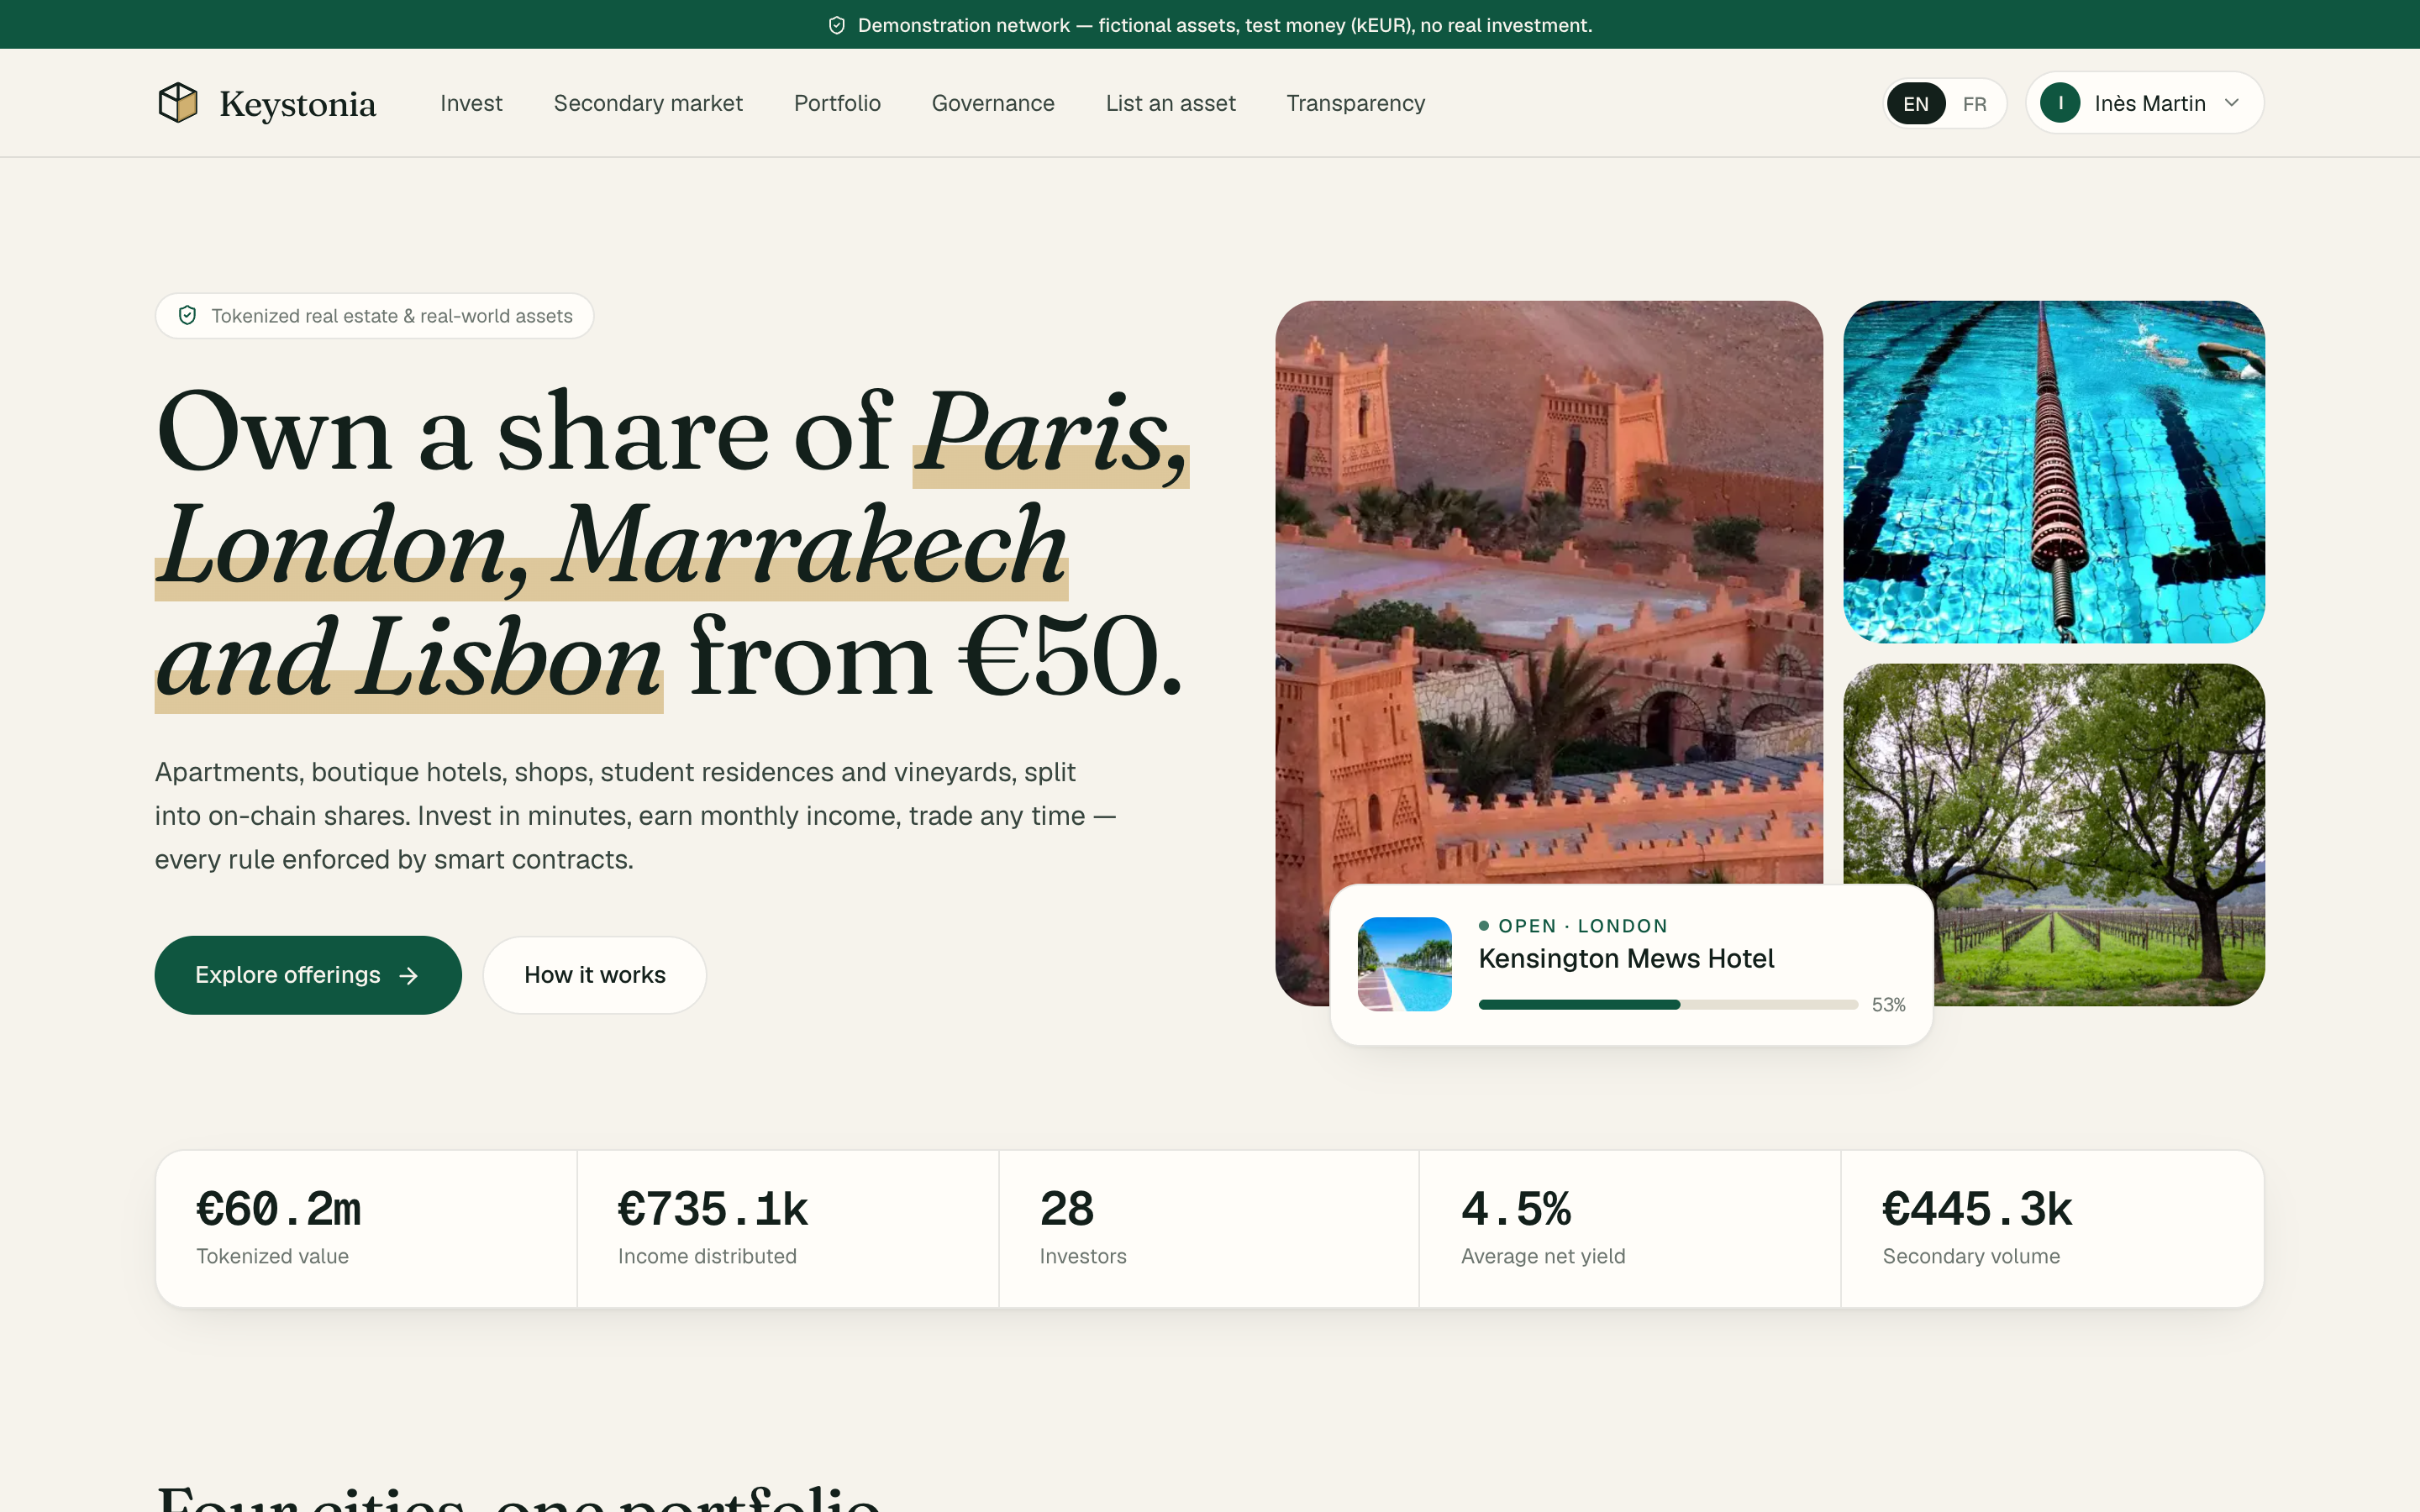 Demonstration network — fictional assets, test money (kEUR), no real investment.
Keystonia
Invest
Secondary market
Portfolio
Governance
List an asset
Transparency
EN
FR
I
Inès Martin
Tokenized real estate & real-world assets
Own a share of Paris,
London, Marrakech
and Lisbon from €50.
Apartments, boutique hotels, shops, student residences and vineyards, split
into on-chain shares. Invest in minutes, earn monthly income, trade any time —
every rule enforced by smart contracts.
Explore offerings
How it works
OPEN · LONDON
Kensington Mews Hotel
53%
€60.2m
Tokenized value
€735.1k
Income distributed
28
Investors
4.5%
Average net yield
€445.3k
Secondary volume
Four cities, one portfolio